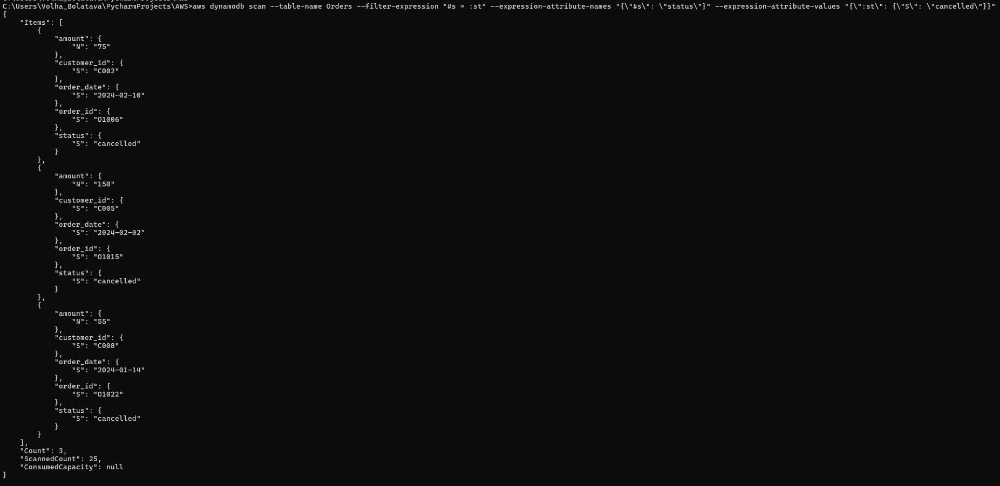 C:\Users\Volha_Bolatava\PycharmProjects\AWS>aws dynamodb scan --table-name Orders --filter-expression "#s = :st" --expression-attribute-names "{\"#s\": \"status\"}" --expression-attribute-values "{\":st\": {\"S\": \"cancelled\"}}"
{
    "Items": [
        {
            "amount": {
                "N": "75"
            },
            "customer_id": {
                "S": "C002"
            },
            "order_date": {
                "S": "2024-02-10"
            },
            "order_id": {
                "S": "O1006"
            },
            "status": {
                "S": "cancelled"
            }
        },
        {
            "amount": {
                "N": "150"
            },
            "customer_id": {
                "S": "C005"
            },
            "order_date": {
                "S": "2024-02-02"
            },
            "order_id": {
                "S": "O1015"
            },
            "status": {
                "S": "cancelled"
            }
        },
        {
            "amount": {
                "N": "55"
            },
            "customer_id": {
                "S": "C008"
            },
            "order_date": {
                "S": "2024-01-14"
            },
            "order_id": {
                "S": "O1022"
            },
            "status": {
                "S": "cancelled"
            }
        }
    ],
    "Count": 3,
    "ScannedCount": 25,
    "ConsumedCapacity": null
}